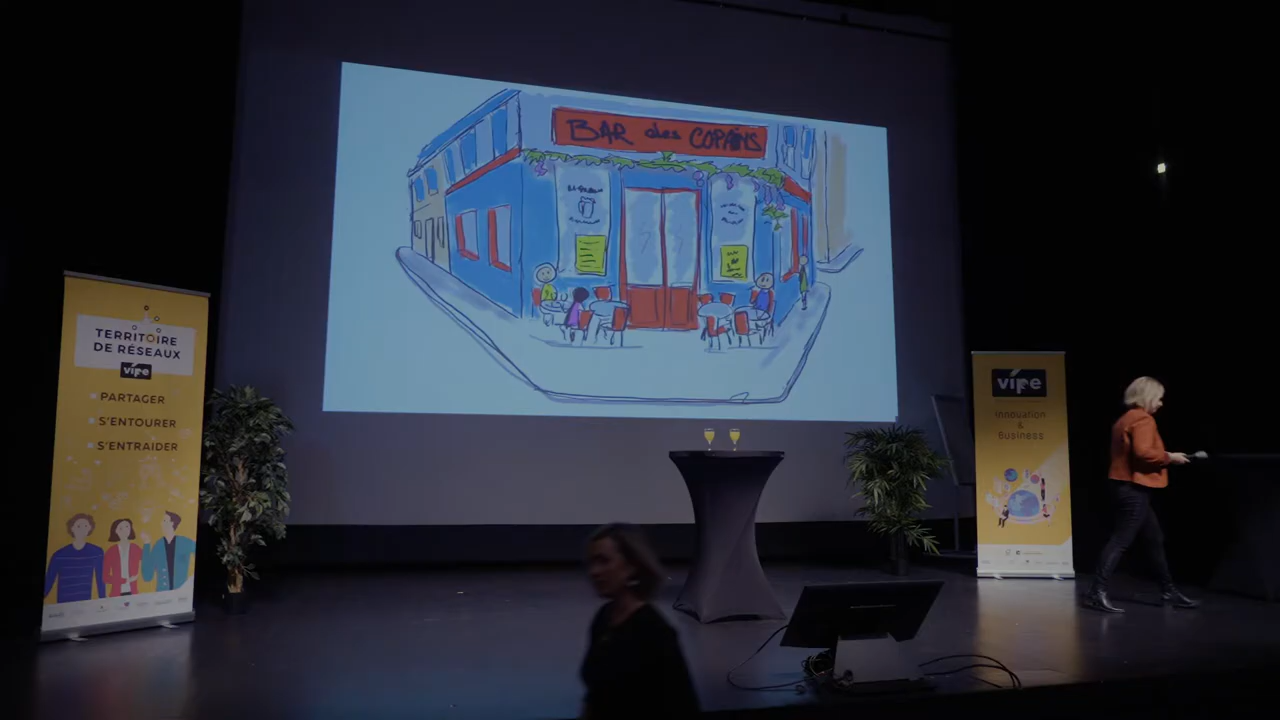 BAR des COPAINS
TERRITOIRE
DE RÉSEAUX
vipe
PARTAGER
S'ENTOURER
S'ENTRAIDER
vipe
Innovation
&
Business